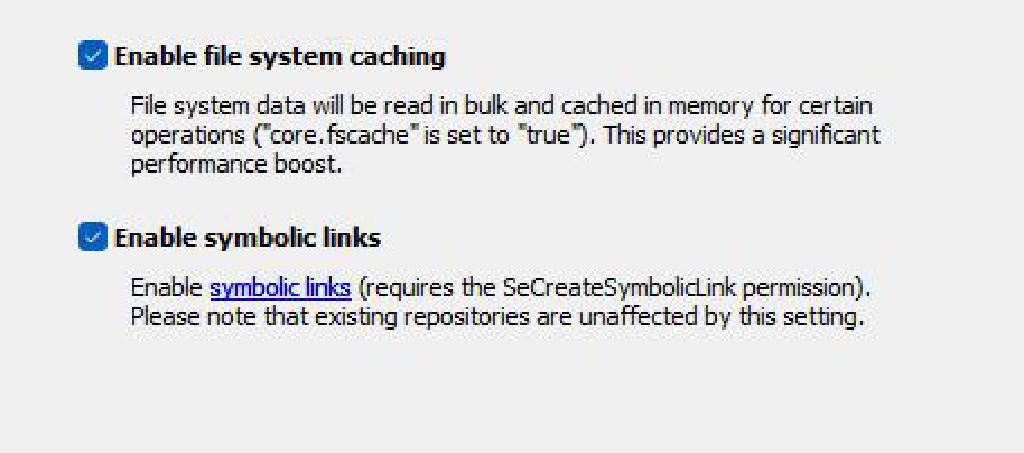 Enable file system caching
File system data will be read in bulk and cached in memory for certain
operations ("core.fscache" is set to "true"). This provides a significant
performance boost.
Enable symbolic links
Enable symbolic links (requires the SeCreateSymbolicLink permission).
Please note that existing repositories are unaffected by this setting.